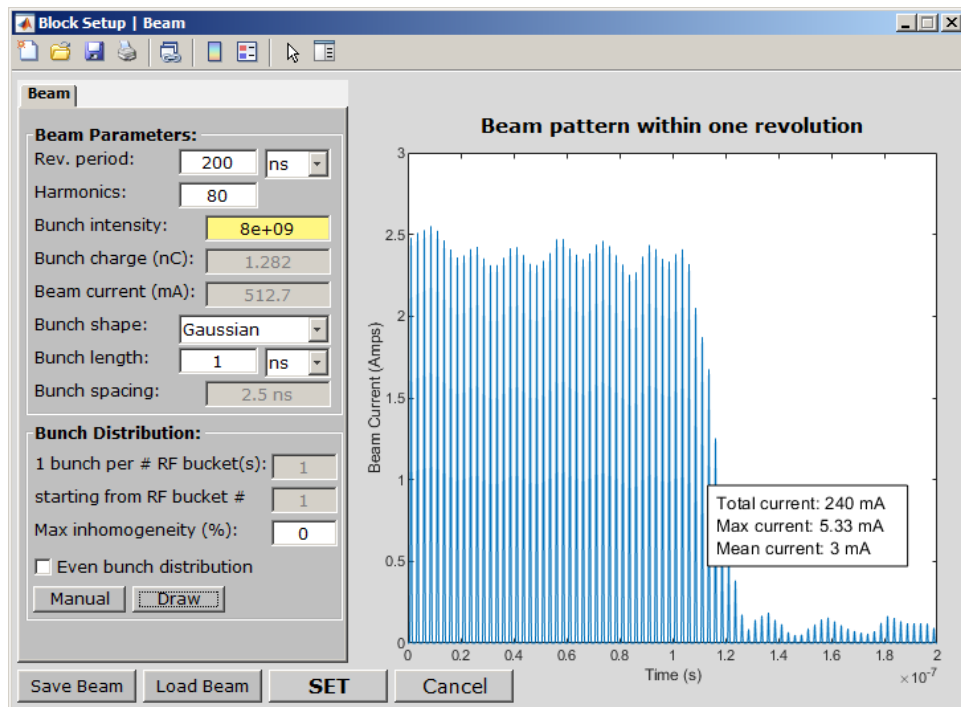 Block Setup | Beam
Beam
Beam Parameters:
Rev. period: 200 ns
Harmonics: 80
Bunch intensity: 8e+09
Bunch charge (nC): 1.282
Beam current (mA): 512.7
Bunch shape: Gaussian
Bunch length: 1 ns
Bunch spacing: 2.5 ns
Bunch Distribution:
1 bunch per # RF bucket(s): 1
starting from RF bucket # 1
Max inhomogeneity (%): 0
Even bunch distribution
Manual Draw
Save Beam Load Beam SET Cancel
Beam pattern within one revolution
3
2.5
2
1.5
1
0.5
0
Beam Current (Amps)
Total current: 240 mA
Max current: 5.33 mA
Mean current: 3 mA
0 0.2 0.4 0.6 0.8 1 1.2 1.4 1.6 1.8 2
Time (s)
×10⁻⁷